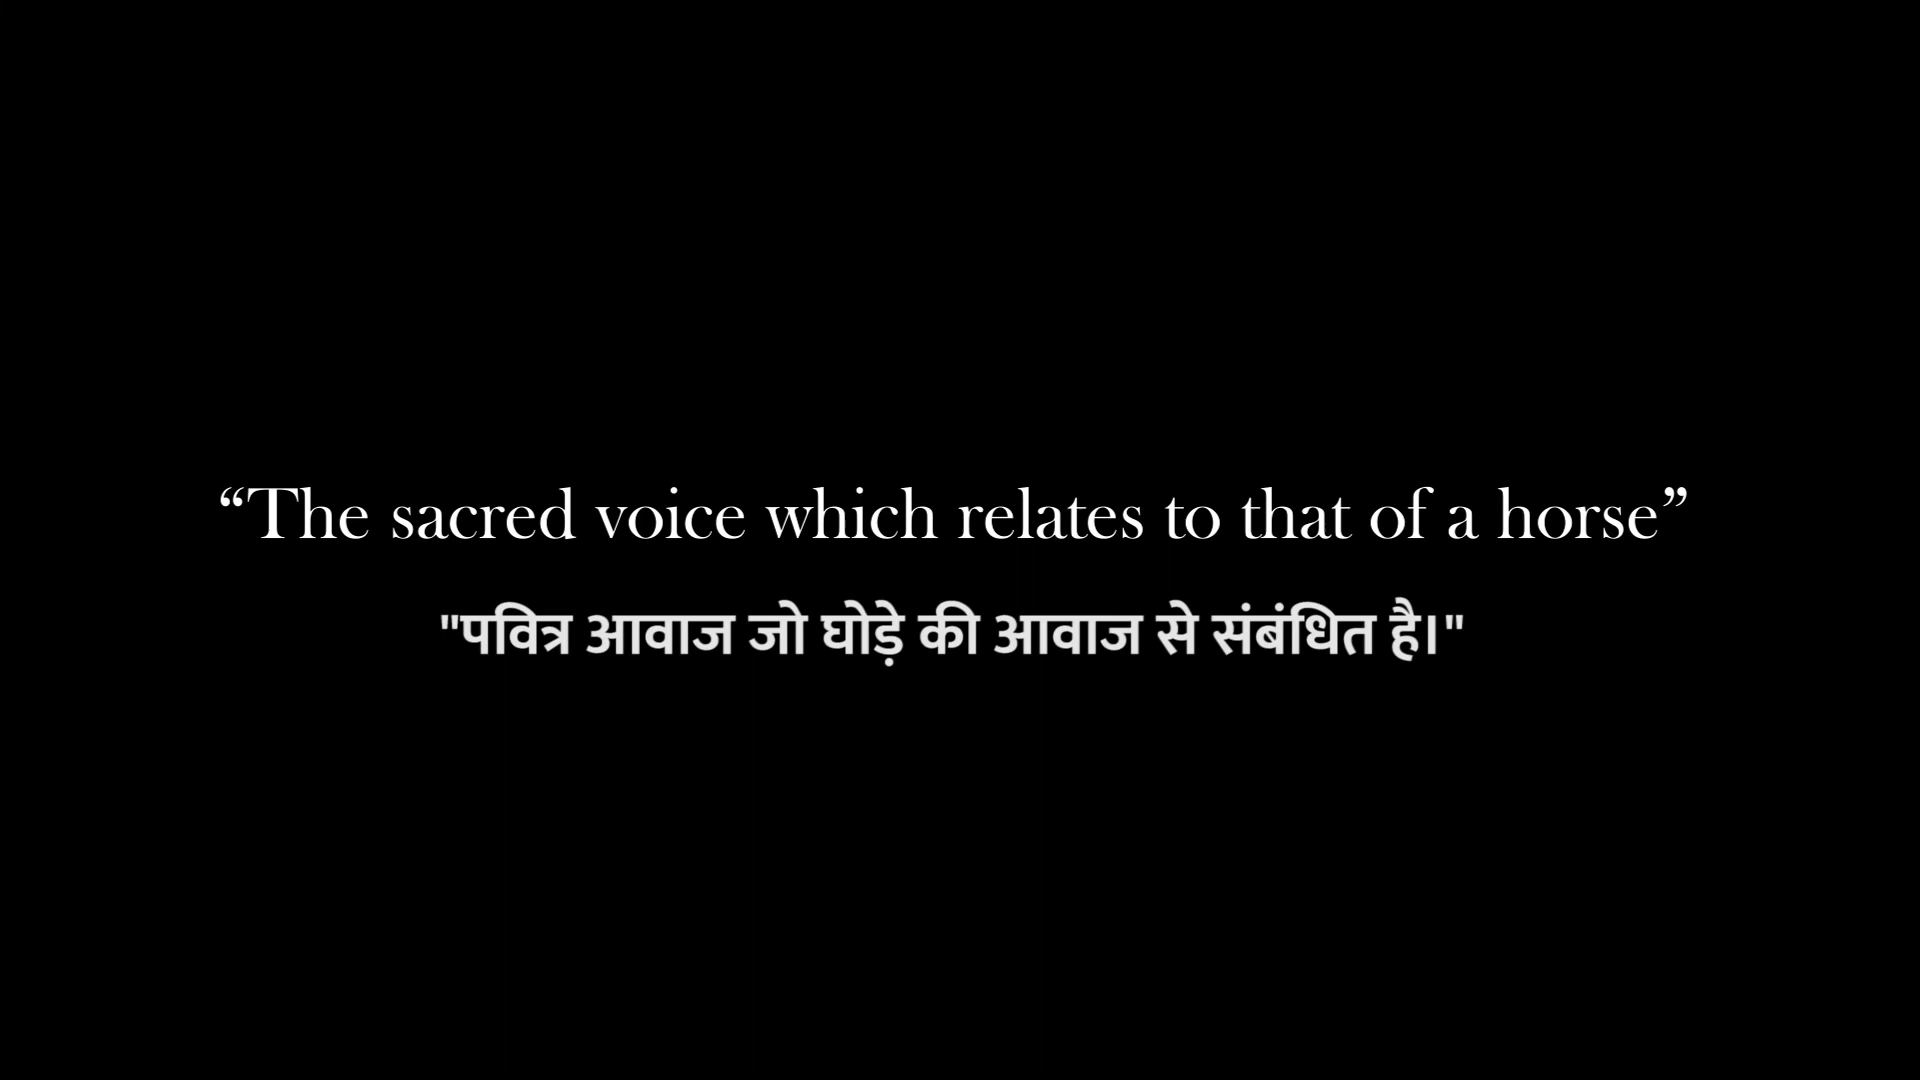 “The sacred voice which relates to that of a horse”
"पवित्र आवाज जो घोड़े की आवाज से संबंधित है।"